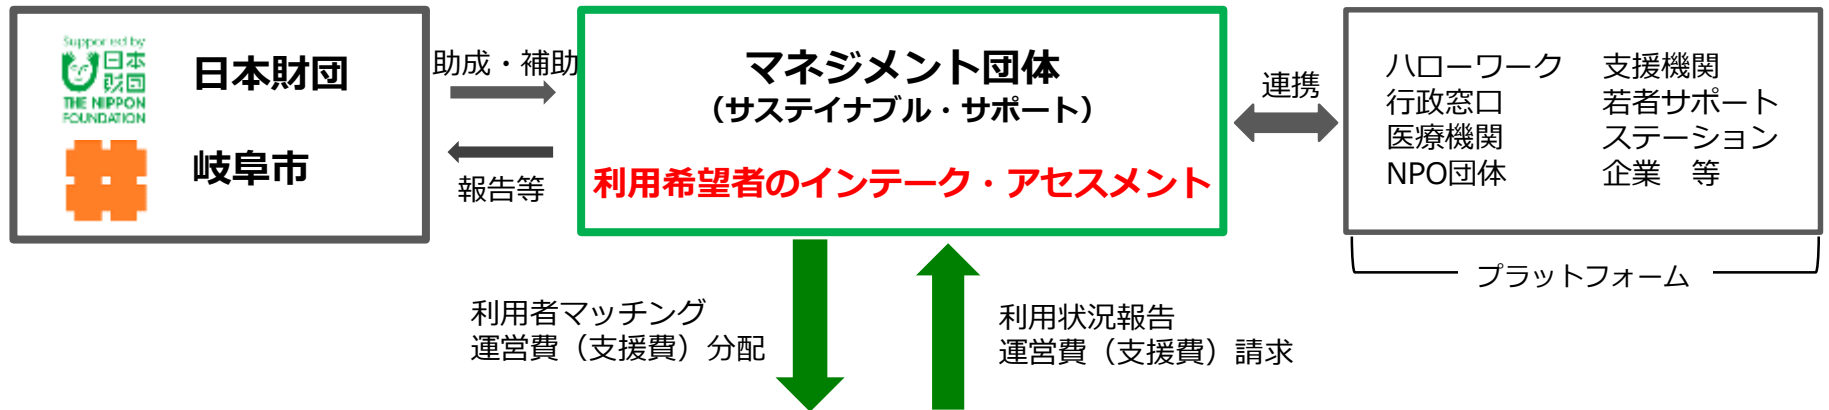 Supported by
日本
財団
THE NIPPON
FOUNDATION
日本財団
岐阜市
助成・補助
報告等
マネジメント団体
（サステイナブル・サポート）
利用希望者のインテーク・アセスメント
連携
ハローワーク
行政窓口
医療機関
NPO団体
支援機関
若者サポート
ステーション
企業　等
プラットフォーム
利用者マッチング
運営費（支援費）分配
利用状況報告
運営費（支援費）請求